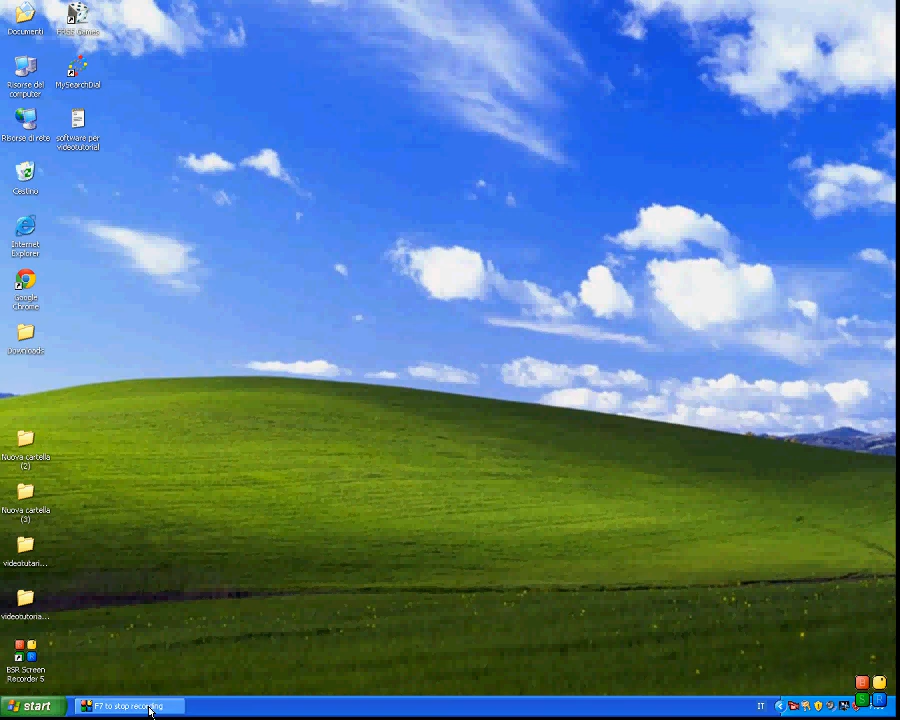 Documenti
FREE Games
Risorse del
computer
MySearchDial
Risorse di rete
software per
videotutorial
Cestino
Internet
Explorer
Google
Chrome
Downloads
Nuova cartella
(2)
Nuova cartella
(3)
videotutari...
videotutoria...
BSR Screen
Recorder 5
start
F7 to stop recording
IT
B
S R